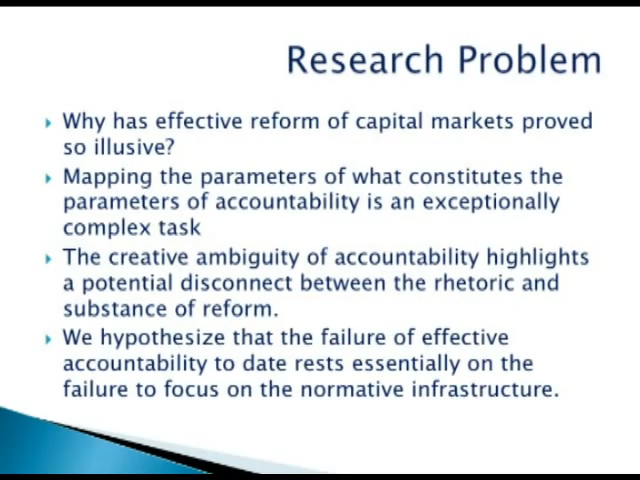 Research Problem
Why has effective reform of capital markets proved
so illusive?
Mapping the parameters of what constitutes the
parameters of accountability is an exceptionally
complex task
The creative ambiguity of accountability highlights
a potential disconnect between the rhetoric and
substance of reform.
We hypothesize that the failure of effective
accountability to date rests essentially on the
failure to focus on the normative infrastructure.